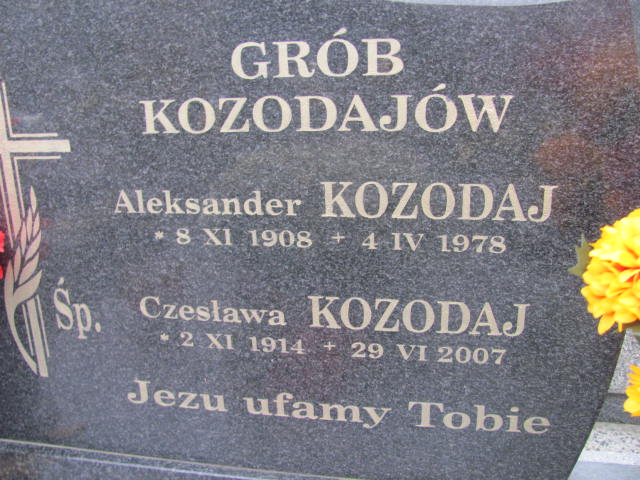 GRÓB
KOZODAJÓW
Aleksander KOZODAJ
* 8 XI 1908 + 4 IV 1978
Śp.
Czesława KOZODAJ
* 2 XI 1914 + 29 VI 2007
Jezu ufamy Tobie